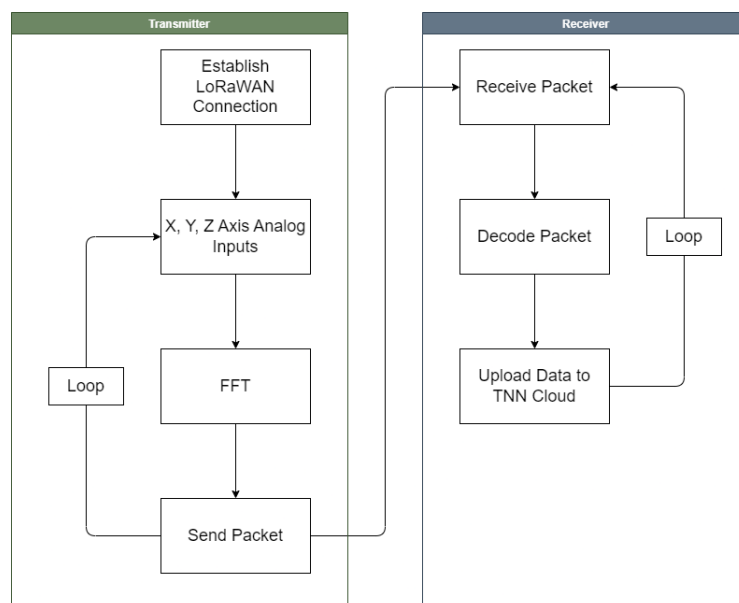 Transmitter
Establish
LoRaWAN
Connection
X, Y, Z Axis Analog
Inputs
Loop
FFT
Send Packet
Receiver
Receive Packet
Decode Packet
Loop
Upload Data to
TNN Cloud